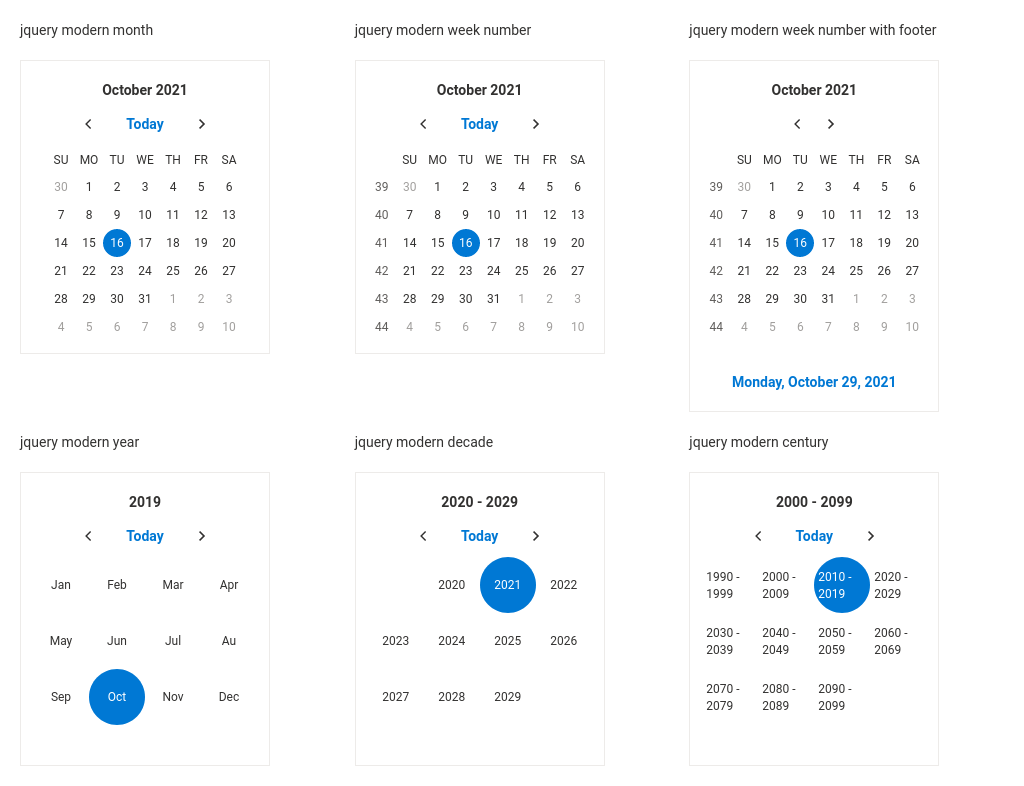 jquery modern month
October 2021
Today
SU MO TU WE TH FR SA
30 1 2 3 4 5 6
7 8 9 10 11 12 13
14 15 16 17 18 19 20
21 22 23 24 25 26 27
28 29 30 31 1 2 3
4 5 6 7 8 9 10
jquery modern week number
October 2021
Today
SU MO TU WE TH FR SA
39 30 1 2 3 4 5 6
40 7 8 9 10 11 12 13
41 14 15 16 17 18 19 20
42 21 22 23 24 25 26 27
43 28 29 30 31 1 2 3
44 4 5 6 7 8 9 10
jquery modern week number with footer
October 2021
SU MO TU WE TH FR SA
39 30 1 2 3 4 5 6
40 7 8 9 10 11 12 13
41 14 15 16 17 18 19 20
42 21 22 23 24 25 26 27
43 28 29 30 31 1 2 3
44 4 5 6 7 8 9 10
Monday, October 29, 2021
jquery modern year
2019
Today
Jan Feb Mar Apr
May Jun Jul Au
Sep Oct Nov Dec
jquery modern decade
2020 - 2029
Today
2020 2021 2022
2023 2024 2025 2026
2027 2028 2029
jquery modern century
2000 - 2099
Today
1990 - 2000 - 2010 - 2020 -
1999 2009 2019 2029
2030 - 2040 - 2050 - 2060 -
2039 2049 2059 2069
2070 - 2080 - 2090 -
2079 2089 2099